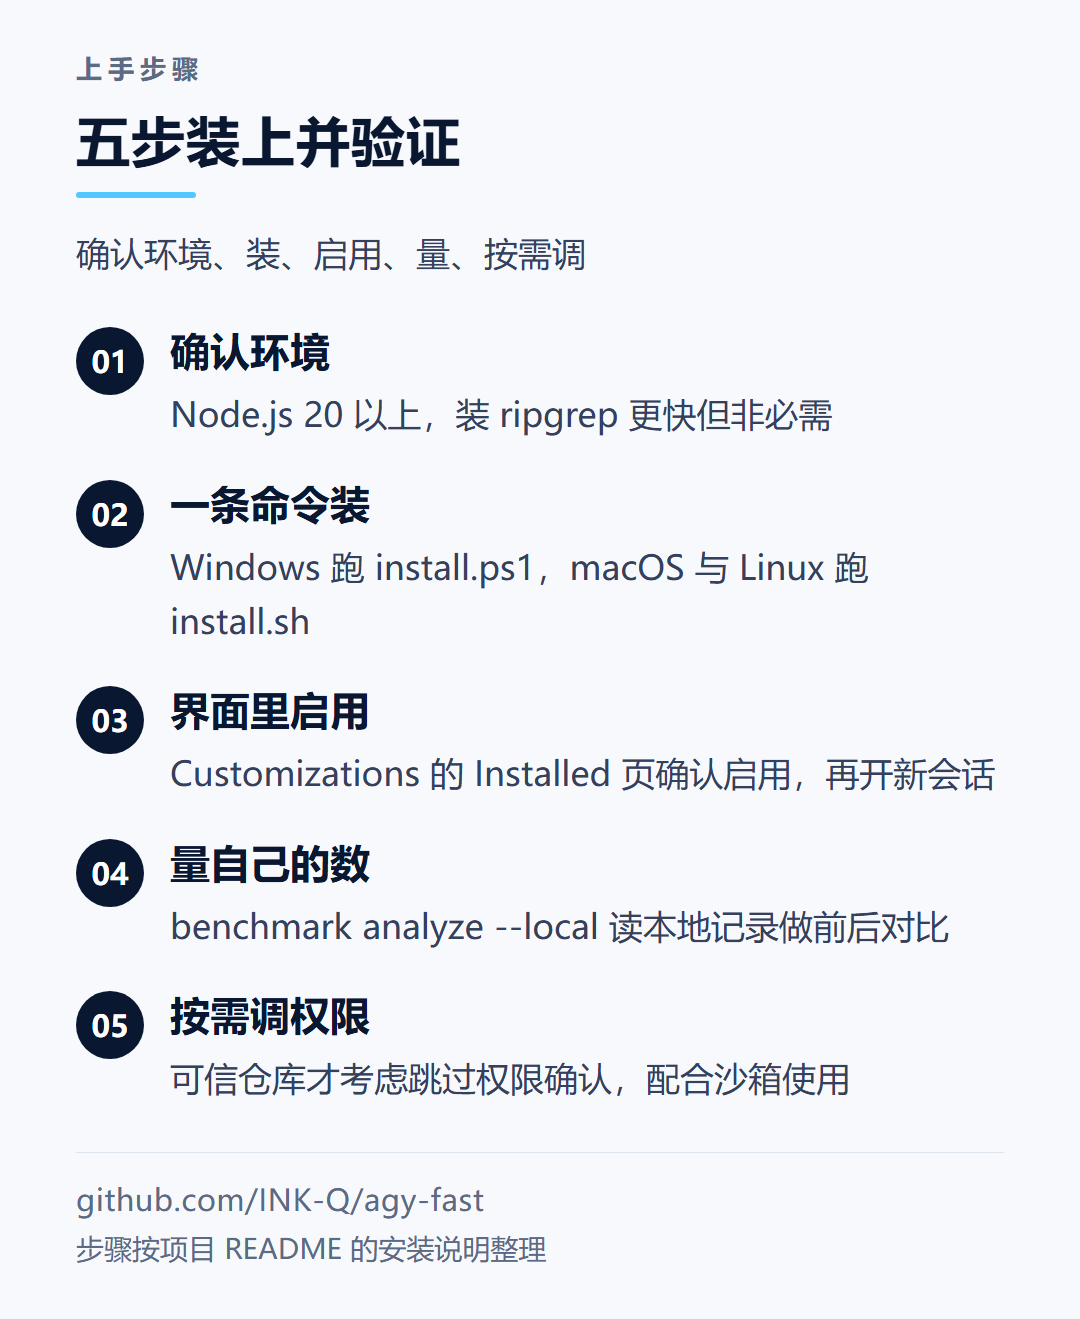 上手步骤
五步装上并验证
确认环境、装、启用、量、按需调
01
确认环境
Node.js 20 以上，装 ripgrep 更快但非必需
02
一条命令装
Windows 跑 install.ps1，macOS 与 Linux 跑
install.sh
03
界面里启用
Customizations 的 Installed 页确认启用，再开新会话
04
量自己的数
benchmark analyze --local 读本地记录做前后对比
05
按需调权限
可信仓库才考虑跳过权限确认，配合沙箱使用
github.com/INK-Q/agy-fast
步骤按项目 README 的安装说明整理